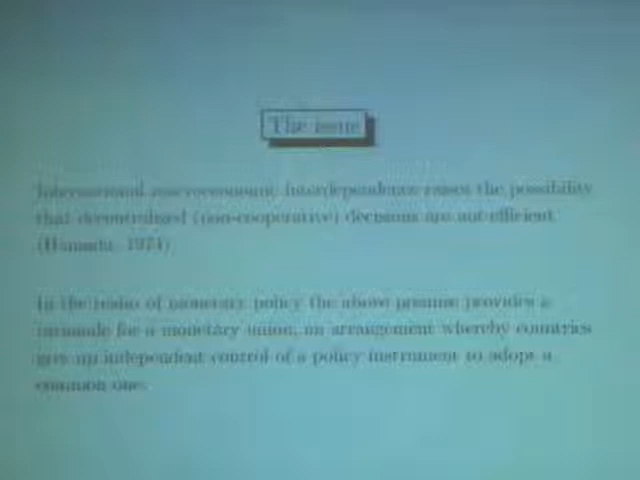 The issue
International macroeconomic interdependence raises the possibility
that decentralized (non-cooperative) decisions are not efficient
(Hamada, 1974)
In the realm of monetary policy the above premise provides a
rationale for a monetary union, an arrangement whereby countries
give up independent control of a policy instrument to adopt a
common one.